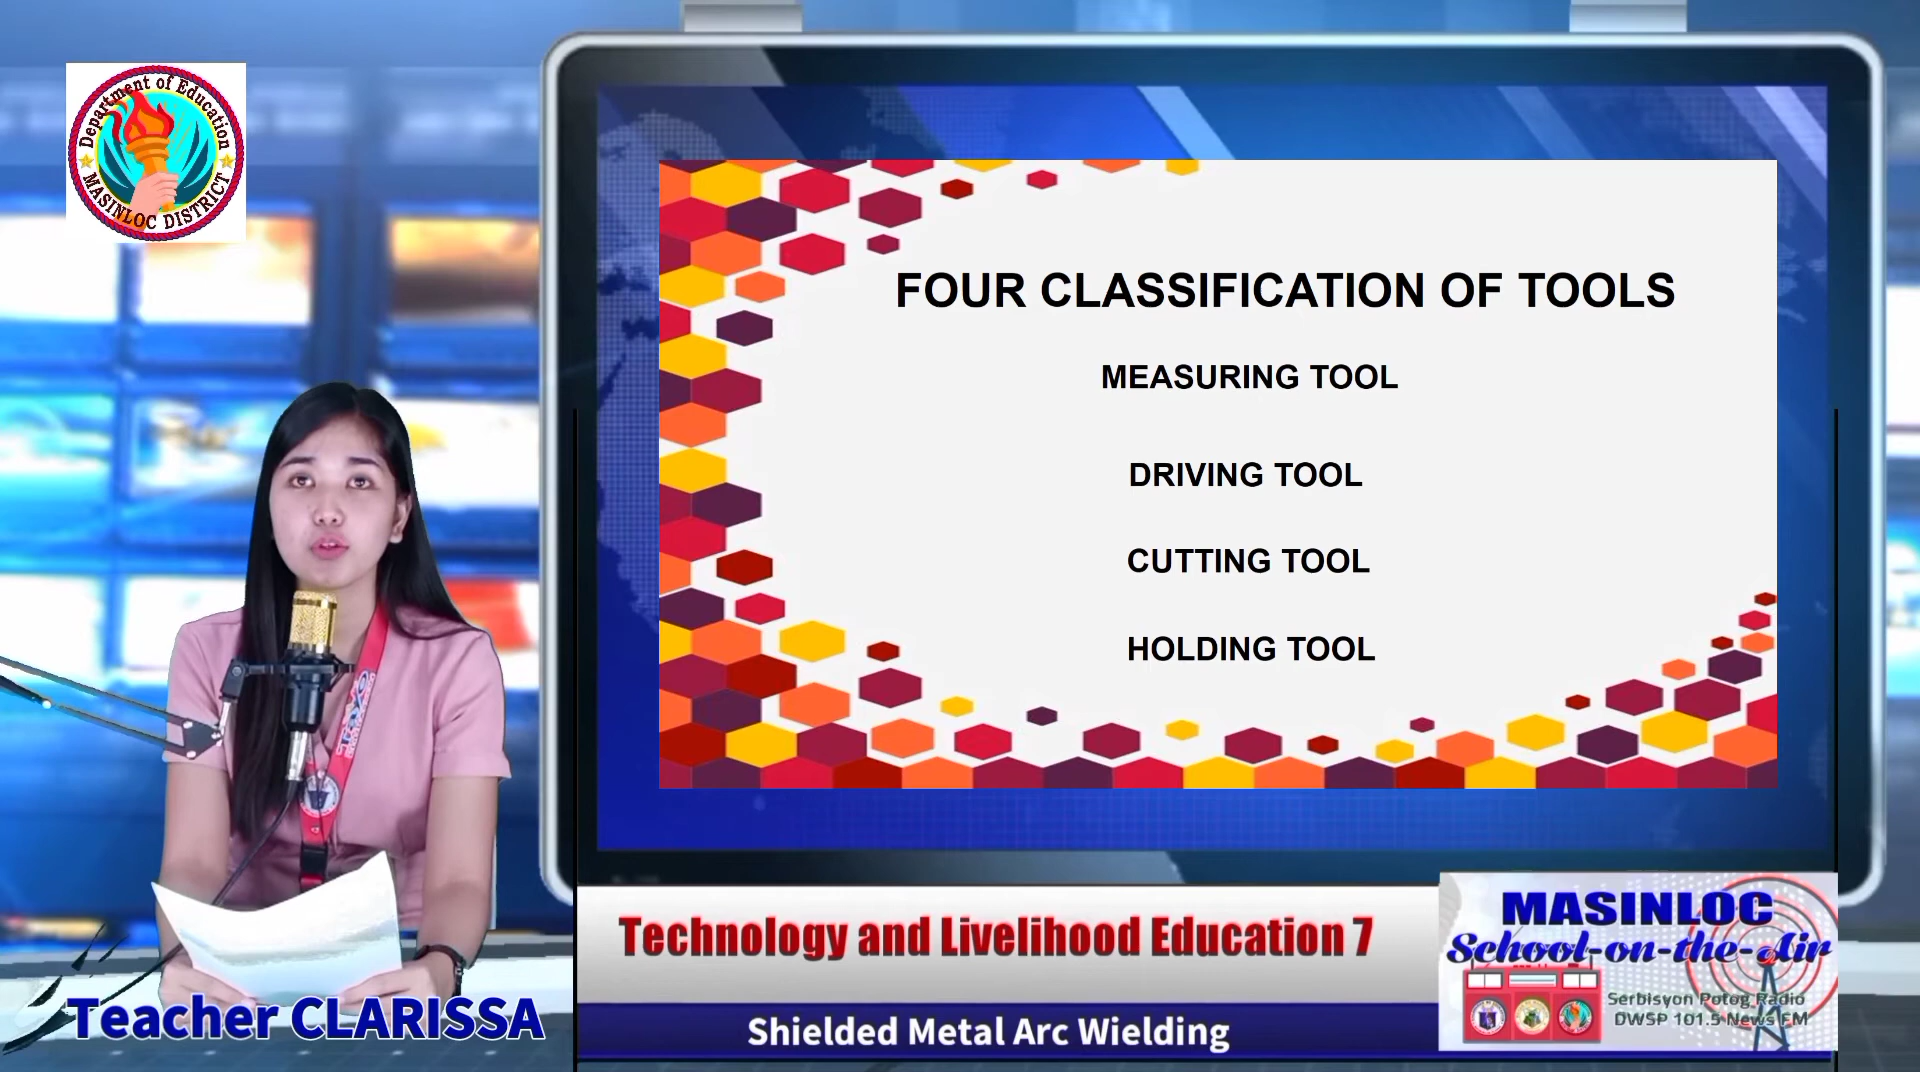 Department of Education
MASINLOC DISTRICT
FOUR CLASSIFICATION OF TOOLS
MEASURING TOOL
DRIVING TOOL
CUTTING TOOL
HOLDING TOOL
Technology and Livelihood Education 7
Shielded Metal Arc Wielding
Teacher CLARISSA
MASINLOC
School-on-the-Air
Serbisyon Potog Radio
DWSP 101.5 News FM